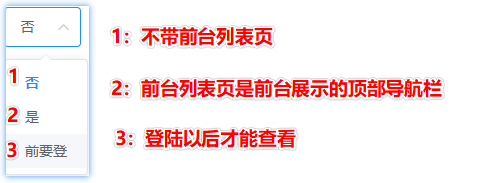 否
1：不带前台列表页
1 否
2：前台列表页是前台展示的顶部导航栏
2 是
3：登陆以后才能查看
3 前要登